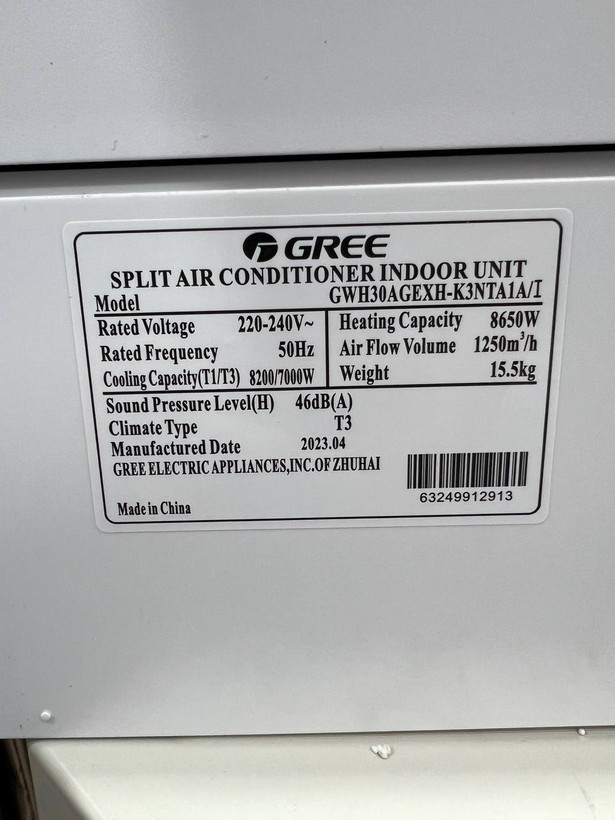 GREE
SPLIT AIR CONDITIONER INDOOR UNIT
Model GWH30AGEXH-K3NTA1A/I
Rated Voltage 220-240V~
Rated Frequency 50Hz
Cooling Capacity(T1/T3) 8200/7000W
Heating Capacity 8650W
Air Flow Volume 1250m³/h
Weight 15.5kg
Sound Pressure Level(H) 46dB(A)
Climate Type T3
Manufactured Date 2023.04
GREE ELECTRIC APPLIANCES,INC.OF ZHUHAI
63249912913
Made in China